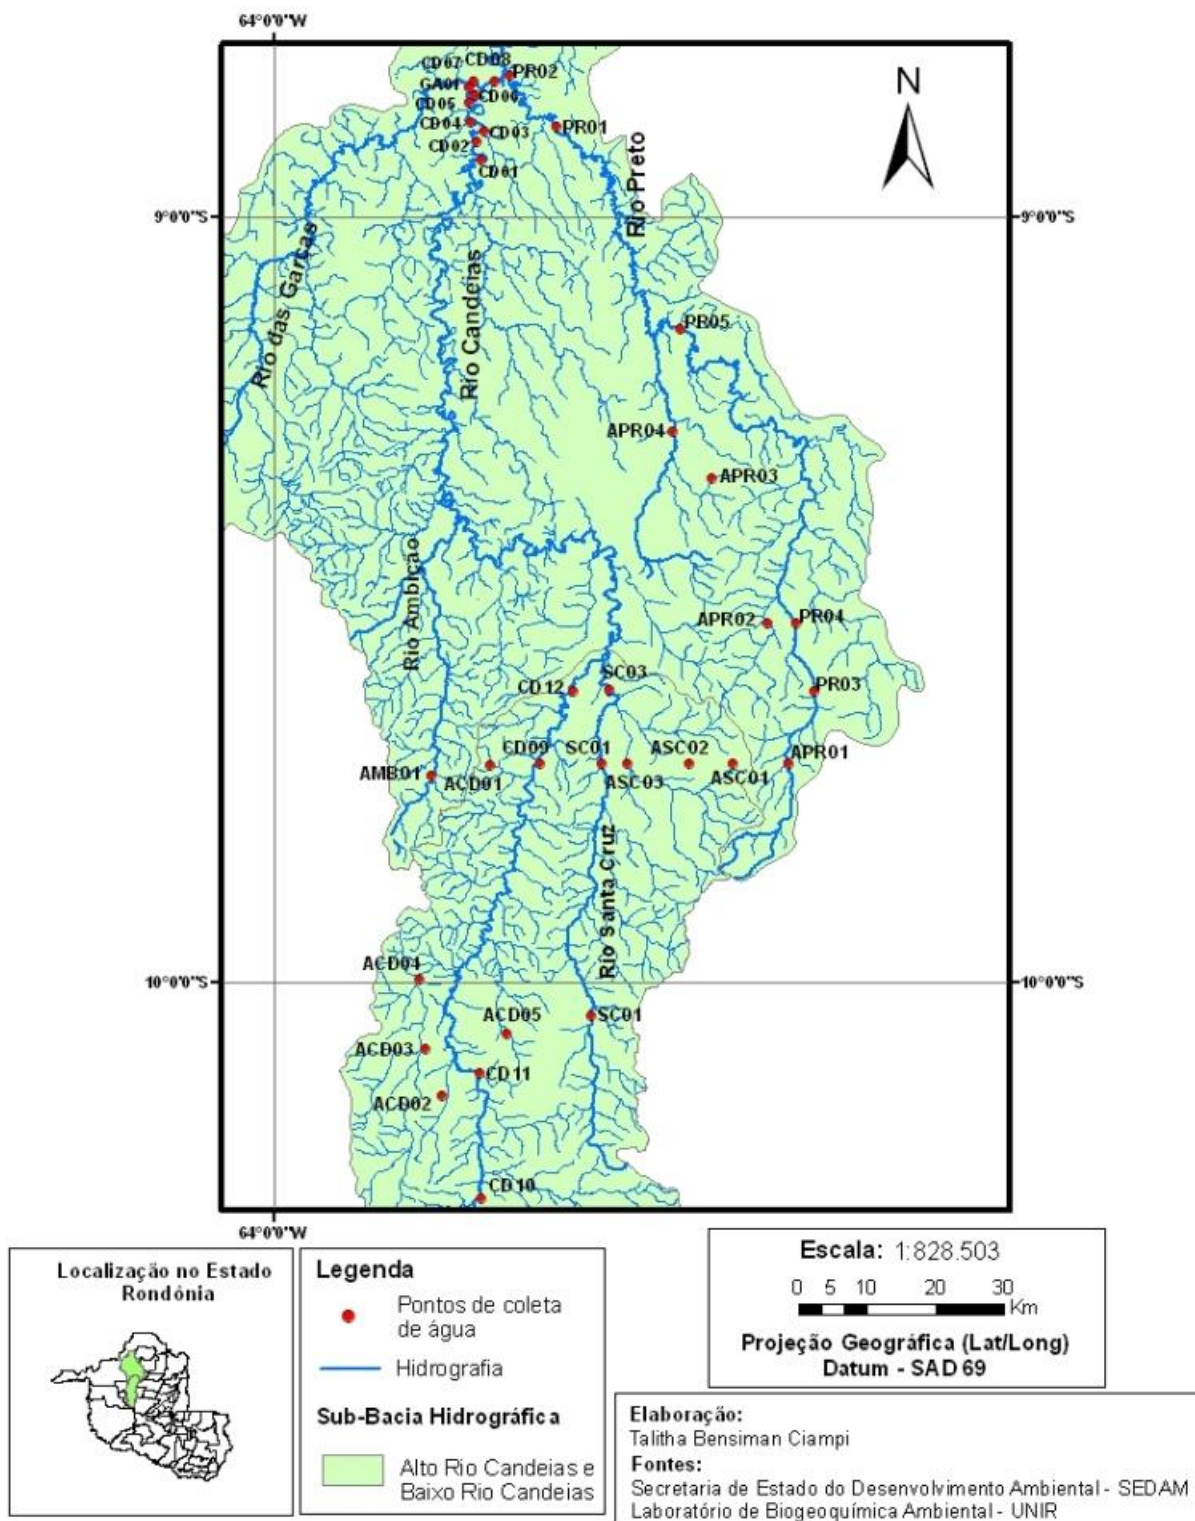 64°0'0"W
CD08
CD07
PR02
GA01
CD06
CD05
CD04
CD03
PR01
CD02
CD01
N
Rio Preto
9°0'0"S
9°0'0"S
Rio das Garças
Rio Candeias
PR05
APR04
APR03
Rio Ambição
APR02
PR04
SC03
CD12
PR03
CD09
SC01
ASC02
APR01
AMB01
ACD01
ASC03
ASC01
Rio Santa Cruz
ACD04
10°0'0"S
10°0'0"S
ACD05
SC01
ACD03
CD11
ACD02
CD10
64°0'0"W
Localização no Estado
Rondônia
Legenda
Pontos de coleta
de água
Hidrografia
Sub-Bacia Hidrográfica
Alto Rio Candeias e
Baixo Rio Candeias
Escala: 1:828.503
0 5 10 20 30
Km
Projeção Geográfica (Lat/Long)
Datum - SAD 69
Elaboração:
Talitha Bensiman Ciampi
Fontes:
Secretaria de Estado do Desenvolvimento Ambiental - SEDAM
Laboratório de Biogeoquímica Ambiental - UNIR